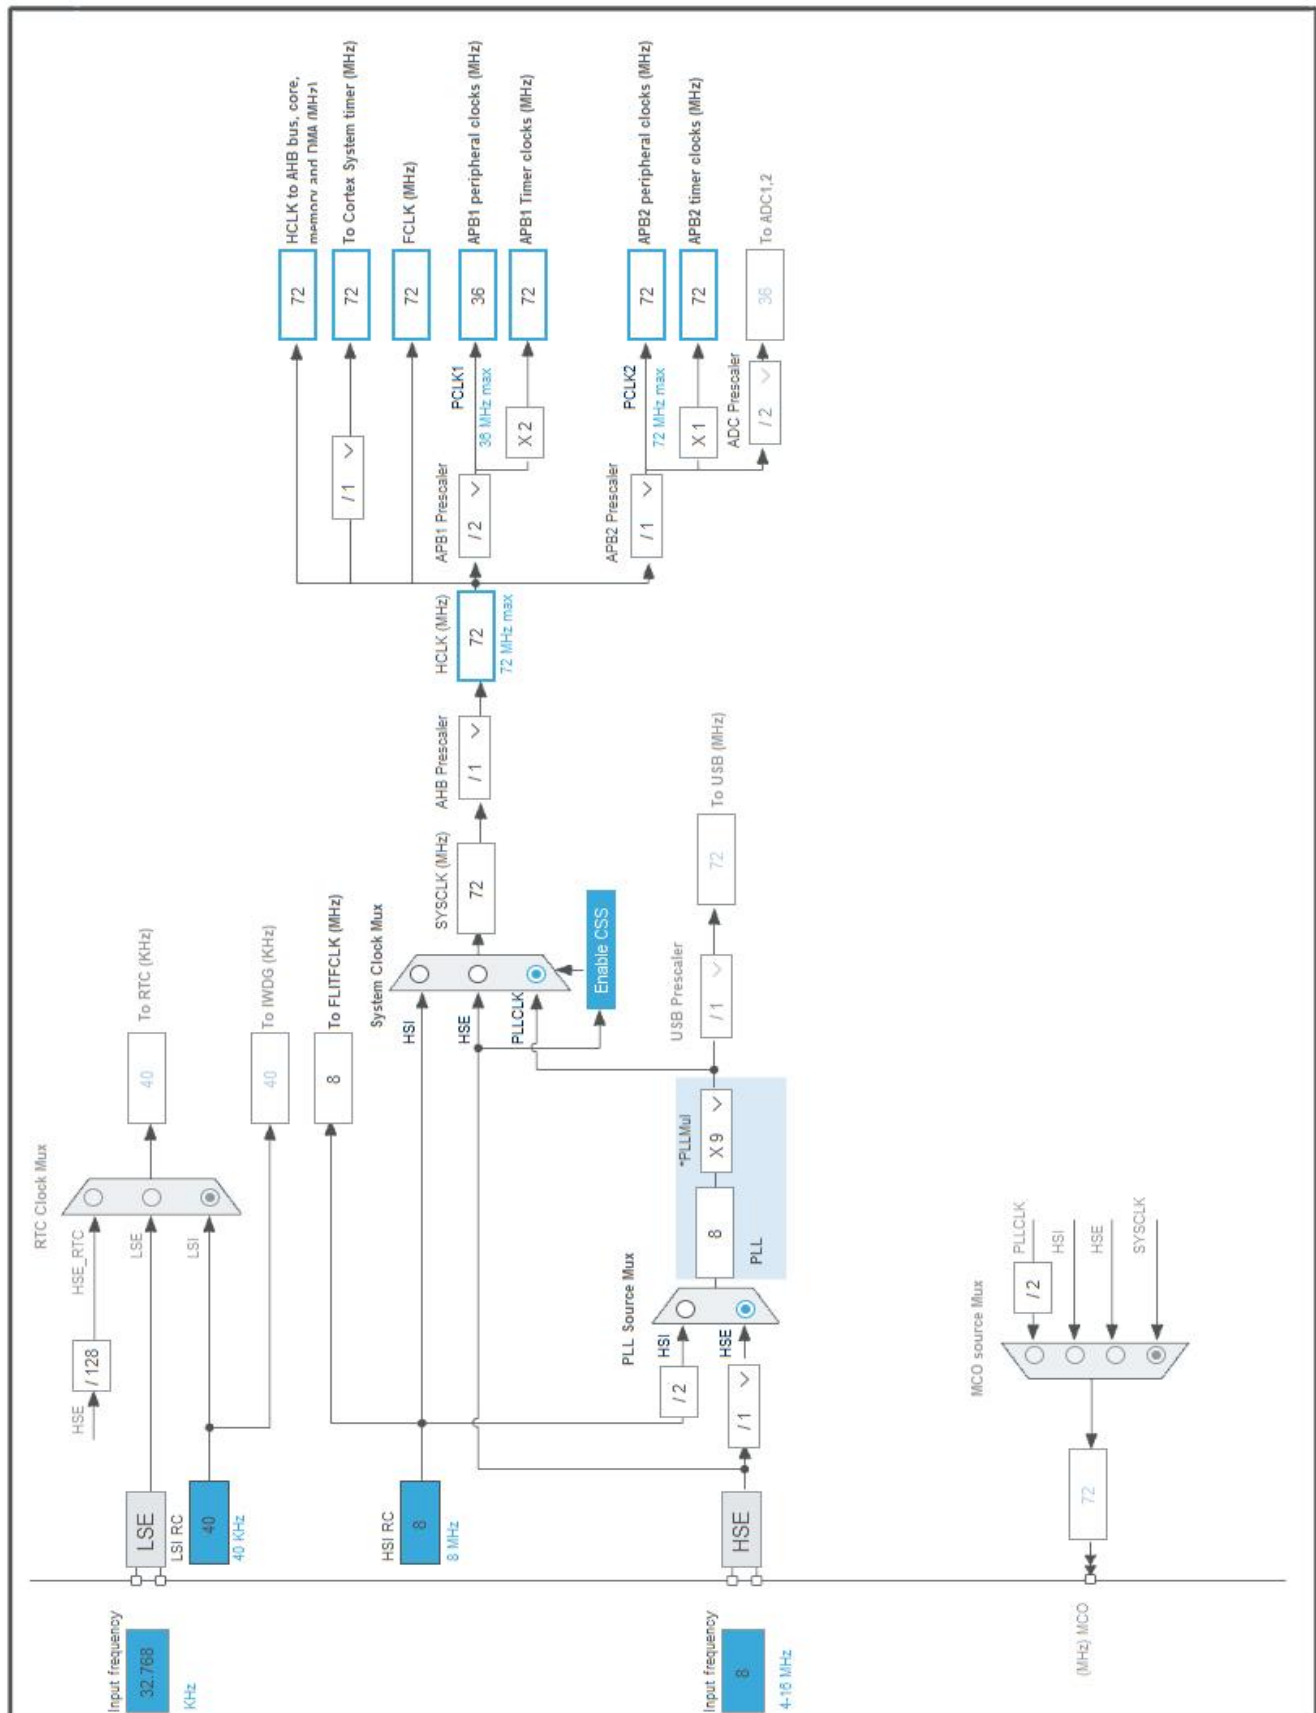 Input frequency
32.768
KHz
LSE
LSI RC
40
40 KHz
HSE
/ 128
HSE_RTC
LSE
LSI
RTC Clock Mux
40
To RTC (KHz)
40
To IWDG (KHz)
8
To FLITFCLK (MHz)
HSI RC
8
8 MHz
System Clock Mux
HSI
HSE
PLLCLK
Enable CSS
SYSCLK (MHz)
72
AHB Prescaler
/ 1
HCLK (MHz)
72
72 MHz max
72
HCLK to AHB bus, core,
memory and DMA (MHz)
/ 1
72
To Cortex System timer (MHz)
72
FCLK (MHz)
APB1 Prescaler
/ 2
PCLK1
36 MHz max
36
APB1 peripheral clocks (MHz)
X 2
72
APB1 Timer clocks (MHz)
APB2 Prescaler
/ 1
PCLK2
72 MHz max
72
APB2 peripheral clocks (MHz)
X 1
72
APB2 timer clocks (MHz)
ADC Prescaler
/ 2
36
To ADC1,2
Input frequency
8
4-16 MHz
HSE
PLL Source Mux
/ 2
HSI
/ 1
HSE
8
PLL
*PLLMul
X 9
USB Prescaler
/ 1
72
To USB (MHz)
(MHz) MCO
72
MCO source Mux
/ 2
PLLCLK
HSI
HSE
SYSCLK